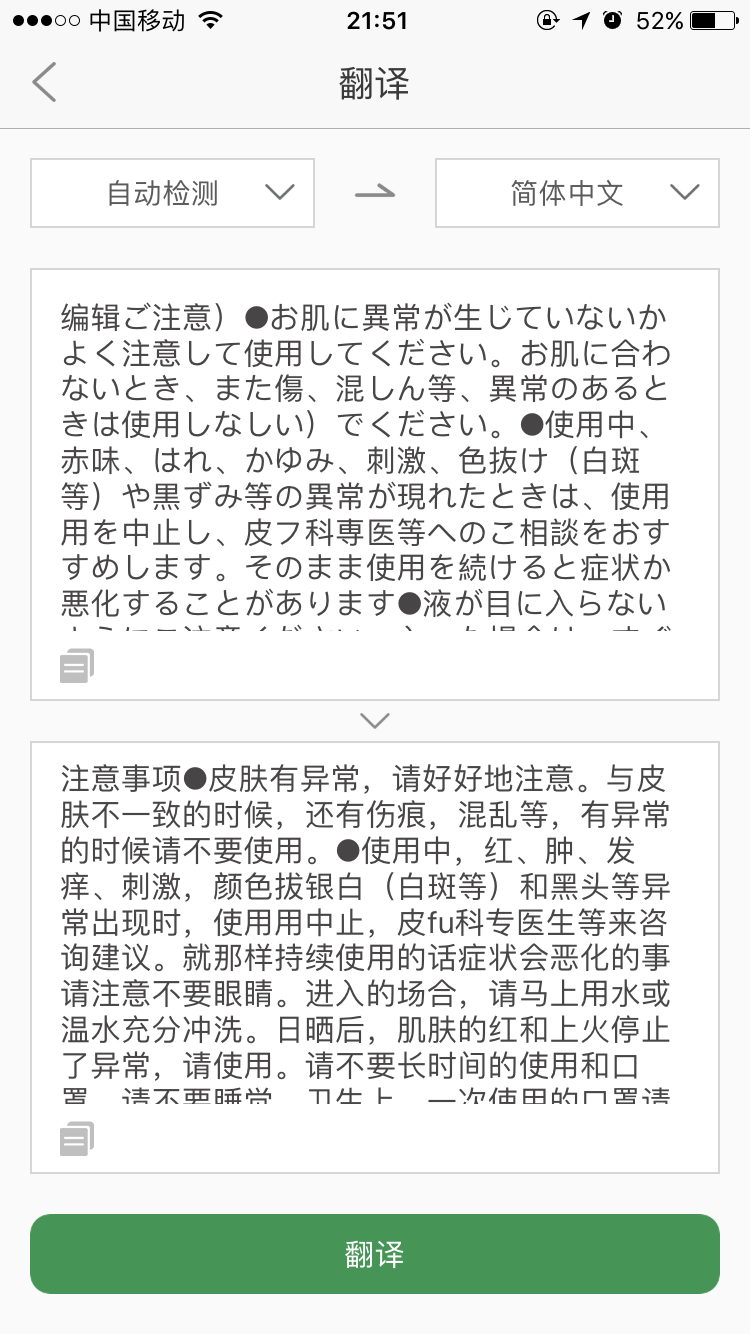 中国移动
21:51
52%
翻译
自动检测
简体中文
编辑ご注意）●お肌に異常が生じていないか
よく注意して使用してください。お肌に合わ
ないとき、また傷、混しん等、異常のあると
きは使用しなしい）でください。●使用中、
赤味、はれ、かゆみ、刺激、色抜け（白斑
等）や黒ずみ等の異常が現れたときは、使用
用を中止し、皮フ科専医等へのこ相談をおす
すめします。そのまま使用を続けると症状か
悪化することがあります●液が目に入らない
注意事项●皮肤有异常，请好好地注意。与皮
肤不一致的时候，还有伤痕，混乱等，有异常
的时候请不要使用。●使用中，红、肿、发
痒、刺激，颜色拔银白（白斑等）和黑头等异
常出现时，使用用中止，皮fu科专医生等来咨
询建议。就那样持续使用的话症状会恶化的事
请注意不要眼睛。进入的场合，请马上用水或
温水充分冲洗。日晒后，肌肤的红和上火停止
了异常，请使用。请不要长时间的使用和口
罩，请不要睡觉。卫生上，一次使用的口罩请
翻译